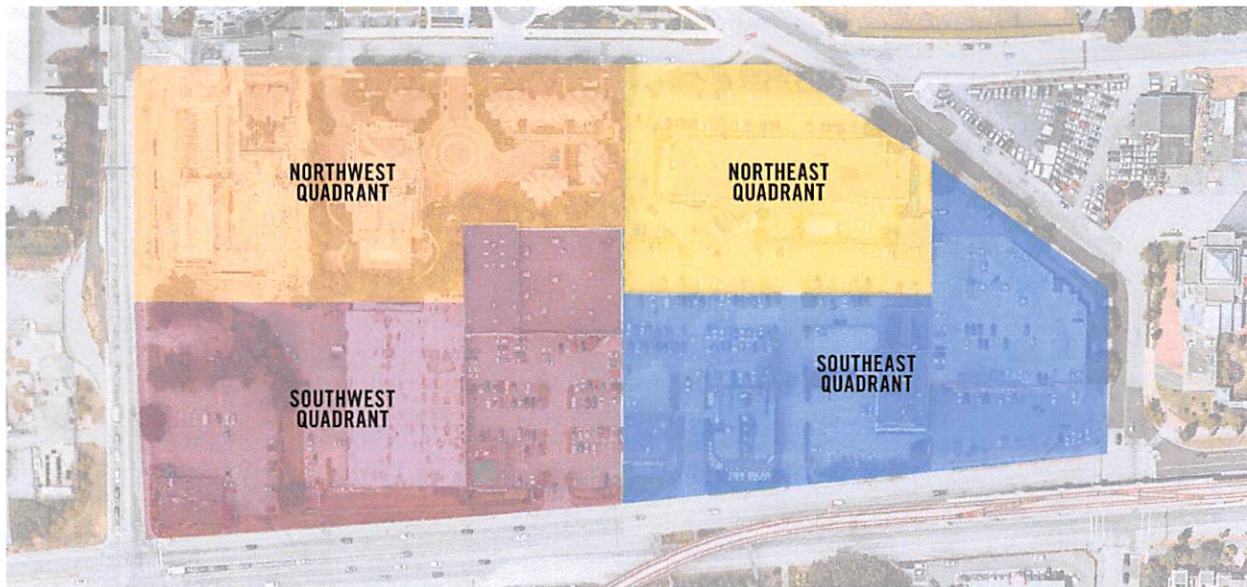 NORTHWEST
QUADRANT
NORTHEAST
QUADRANT
SOUTHWEST
QUADRANT
SOUTHEAST
QUADRANT